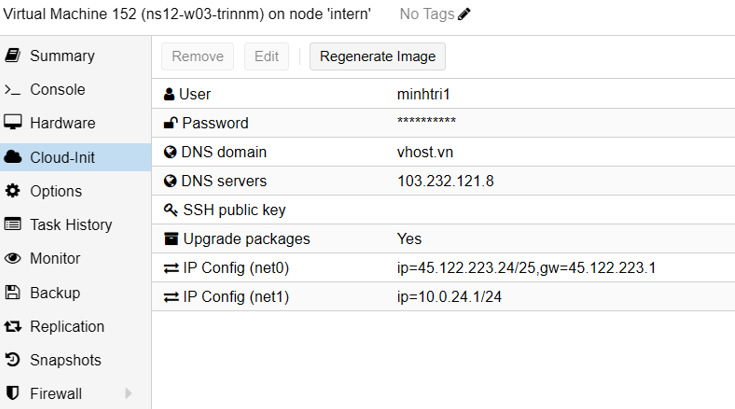 Virtual Machine 152 (ns12-w03-trinnm) on node 'intern' No Tags
Summary
Console
Hardware
Cloud-Init
Options
Task History
Monitor
Backup
Replication
Snapshots
Firewall
Remove Edit Regenerate Image
User minhtri1
Password **********
DNS domain vhost.vn
DNS servers 103.232.121.8
SSH public key
Upgrade packages Yes
IP Config (net0) ip=45.122.223.24/25,gw=45.122.223.1
IP Config (net1) ip=10.0.24.1/24